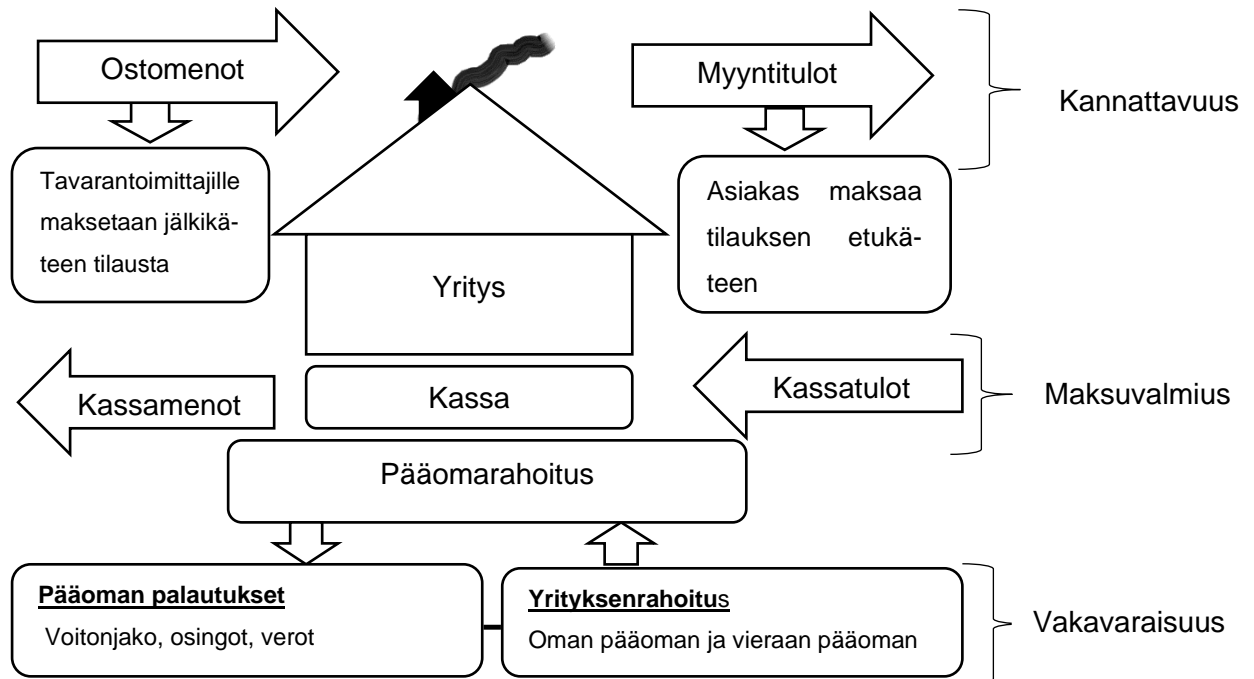 Ostomenot
Myyntitulot
Kannattavuus
Tavarantoimittajille
maksetaan jälkikä-
teen tilausta
Asiakas maksaa
tilauksen etukä-
teen
Yritys
Kassamenot
Kassa
Kassatulot
Maksuvalmius
Pääomarahoitus
Pääoman palautukset
Voitonjako, osingot, verot
Yrityksenrahoitus
Oman pääoman ja vieraan pääoman
Vakavaraisuus